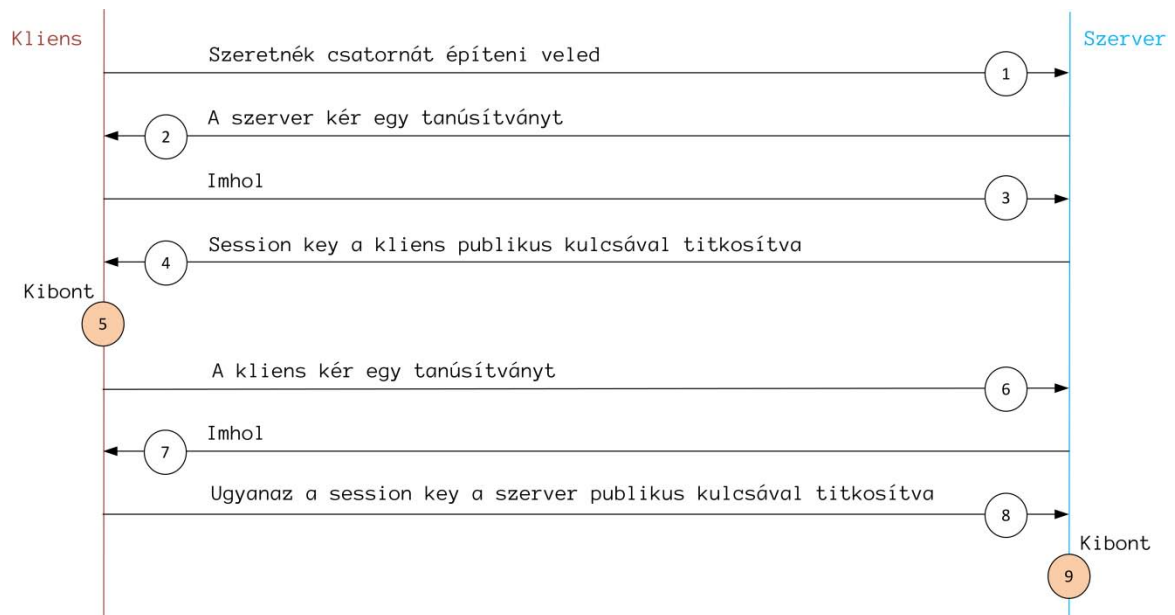 Kliens
Szerver
Szeretnék csatornát építeni veled
1
A szerver kér egy tanúsítványt
2
Imhol
3
Session key a kliens publikus kulcsával titkosítva
4
Kibont
5
A kliens kér egy tanúsítványt
6
Imhol
7
Ugyanaz a session key a szerver publikus kulcsával titkosítva
8
Kibont
9